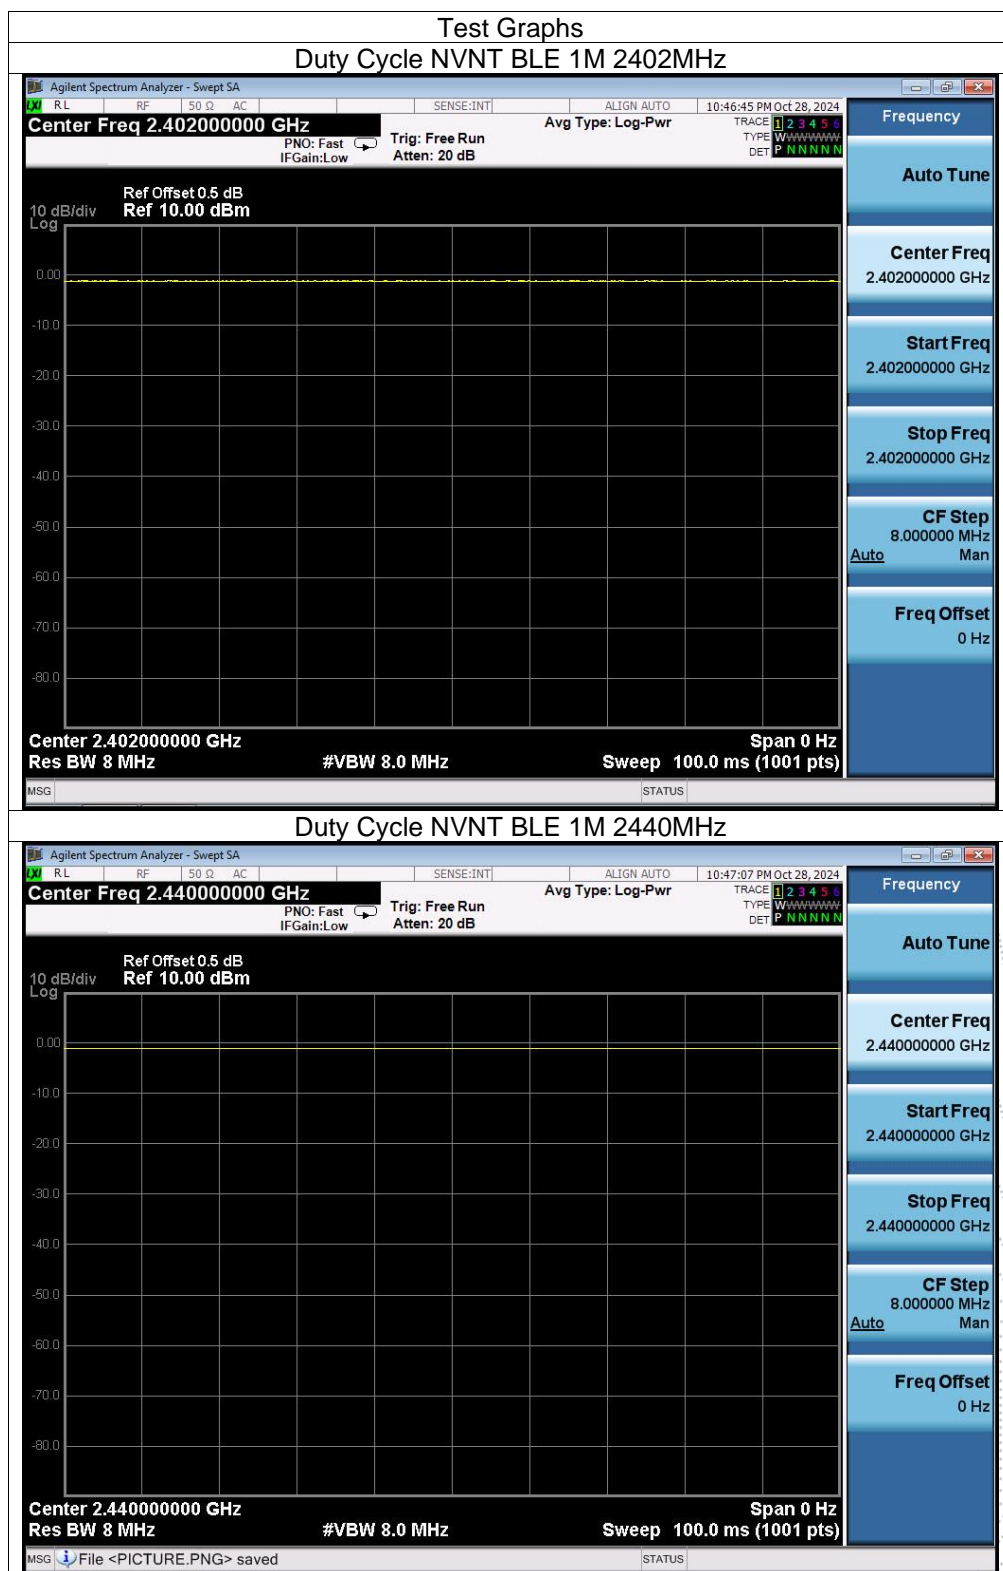 Test Graphs
Duty Cycle NVNT BLE 1M 2402MHz
Agilent Spectrum Analyzer - Swept SA
LXI RL RF 50 Ω AC SENSE:INT ALIGN AUTO 10:46:45 PM Oct 28, 2024
Center Freq 2.402000000 GHz
PNO: Fast
IFGain:Low
Trig: Free Run
Atten: 20 dB
Avg Type: Log-Pwr
TRACE 1 2 3 4 5 6
TYPE WWWWWW
DET P N N N N N
Ref Offset 0.5 dB
10 dB/div Ref 10.00 dBm
Log
0.00
-10.0
-20.0
-30.0
-40.0
-50.0
-60.0
-70.0
-80.0
Center 2.402000000 GHz Span 0 Hz
Res BW 8 MHz #VBW 8.0 MHz Sweep 100.0 ms (1001 pts)
MSG STATUS
Frequency
Auto Tune
Center Freq
2.402000000 GHz
Start Freq
2.402000000 GHz
Stop Freq
2.402000000 GHz
CF Step
8.000000 MHz
Auto Man
Freq Offset
0 Hz
Duty Cycle NVNT BLE 1M 2440MHz
Agilent Spectrum Analyzer - Swept SA
LXI RL RF 50 Ω AC SENSE:INT ALIGN AUTO 10:47:07 PM Oct 28, 2024
Center Freq 2.440000000 GHz
PNO: Fast
IFGain:Low
Trig: Free Run
Atten: 20 dB
Avg Type: Log-Pwr
TRACE 1 2 3 4 5 6
TYPE WWWWWW
DET P N N N N N
Ref Offset 0.5 dB
10 dB/div Ref 10.00 dBm
Log
0.00
-10.0
-20.0
-30.0
-40.0
-50.0
-60.0
-70.0
-80.0
Center 2.440000000 GHz Span 0 Hz
Res BW 8 MHz #VBW 8.0 MHz Sweep 100.0 ms (1001 pts)
MSG File <PICTURE.PNG> saved STATUS
Frequency
Auto Tune
Center Freq
2.440000000 GHz
Start Freq
2.440000000 GHz
Stop Freq
2.440000000 GHz
CF Step
8.000000 MHz
Auto Man
Freq Offset
0 Hz